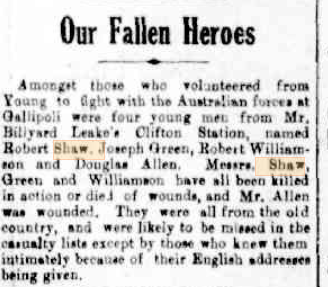 Our Fallen Heroes
Amongst those who volunteered from
Young to fight with the Australian forces at
Gallipoli were four young men from Mr.
Billyard Leake's Clifton Station, named
Robert Shaw, Joseph Green, Robert William-
son and Douglas Allen. Messrs. Shaw,
Green and Williamson have all been killed
in action or died of wounds, and Mr. Allen
was wounded. They were all from the old
country, and were likely to be missed in the
casualty lists except by those who knew them
intimately because of their English addresses
being given.